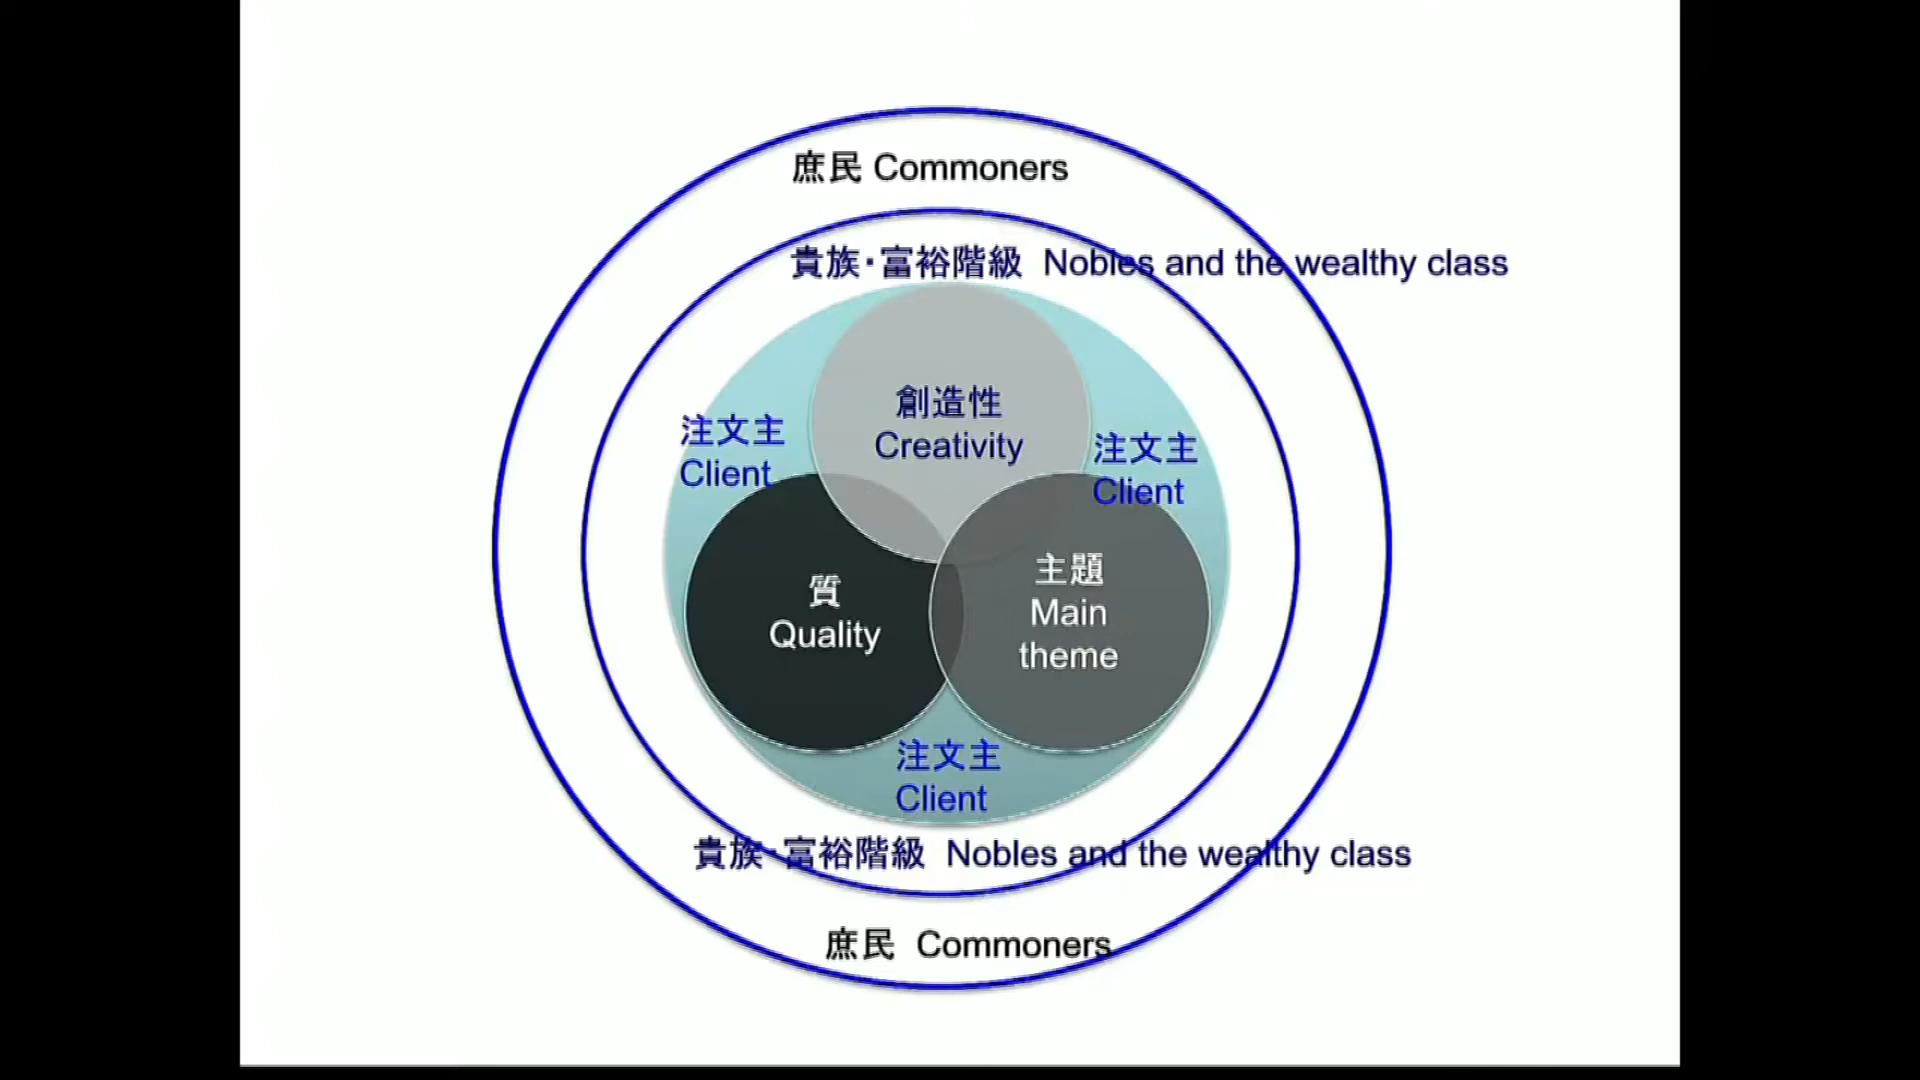 庶民 Commoners
貴族・富裕階級 Nobles and the wealthy class
創造性
Creativity
注文主
Client
注文主
Client
質
Quality
主題
Main
theme
注文主
Client
貴族・富裕階級 Nobles and the wealthy class
庶民 Commoners